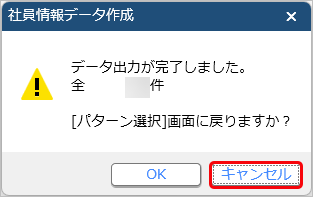 社員情報データ作成
データ出力が完了しました。
全 件
[パターン選択]画面に戻りますか？
OK キャンセル